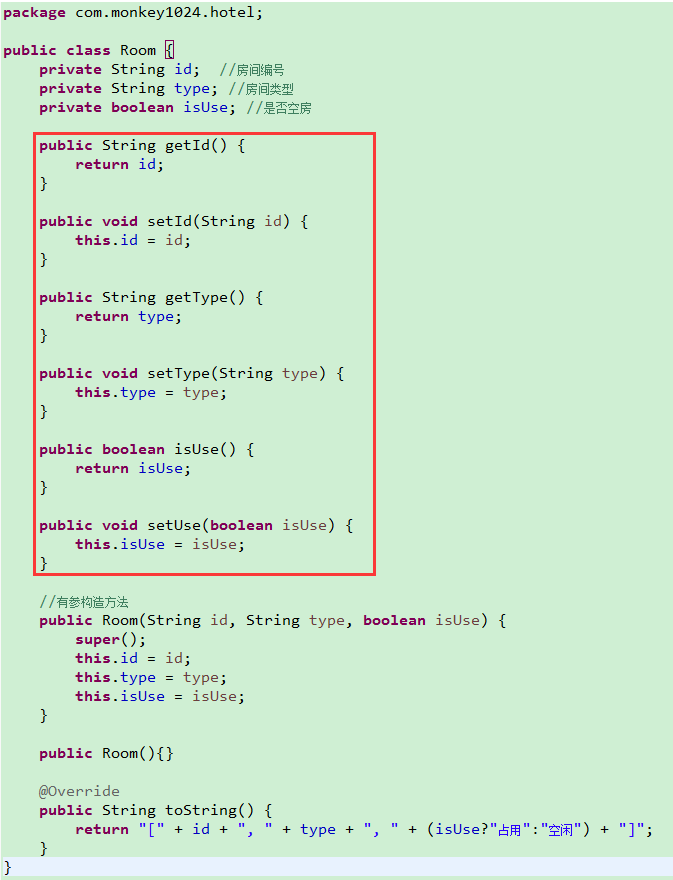 package com.monkey1024.hotel;
public class Room {
private String id; //房间编号
private String type; //房间类型
private boolean isUse; //是否空房
public String getId() {
return id;
}
public void setId(String id) {
this.id = id;
}
public String getType() {
return type;
}
public void setType(String type) {
this.type = type;
}
public boolean isUse() {
return isUse;
}
public void setUse(boolean isUse) {
this.isUse = isUse;
}
//有参构造方法
public Room(String id, String type, boolean isUse) {
super();
this.id = id;
this.type = type;
this.isUse = isUse;
}
public Room(){}
@Override
public String toString() {
return "[" + id + ", " + type + ", " + (isUse?"占用":"空闲") + "]";
}
}